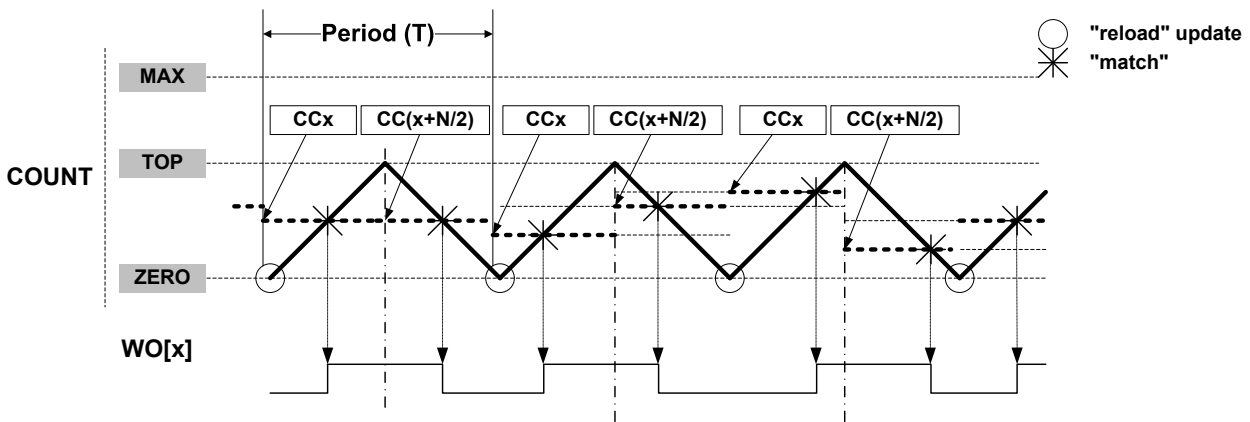 Period (T)
"reload" update
"match"
MAX
CCx
CC(x+N/2)
CCx
CC(x+N/2)
CCx
CC(x+N/2)
TOP
COUNT
ZERO
WO[x]